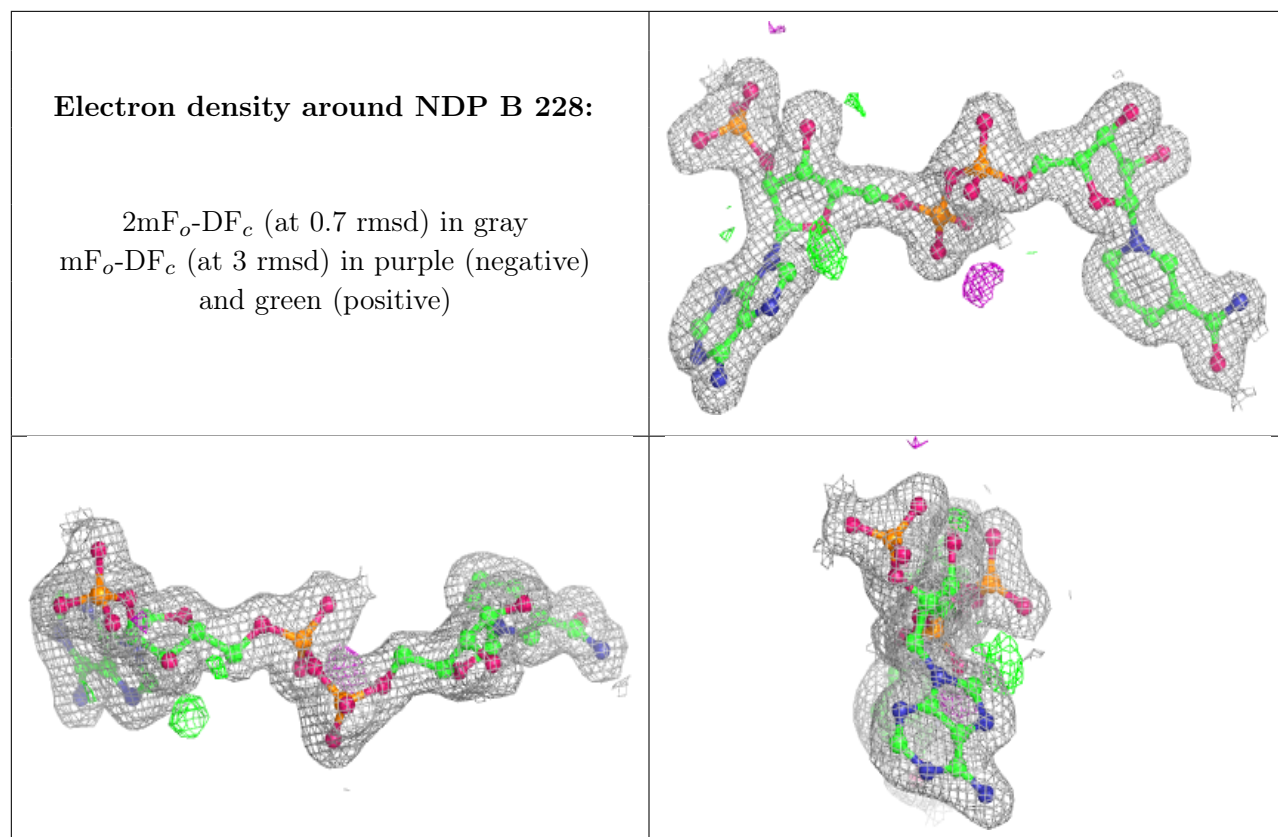 Electron density around NDP B 228:
2mF_o-DF_c (at 0.7 rmsd) in gray
mF_o-DF_c (at 3 rmsd) in purple (negative)
and green (positive)